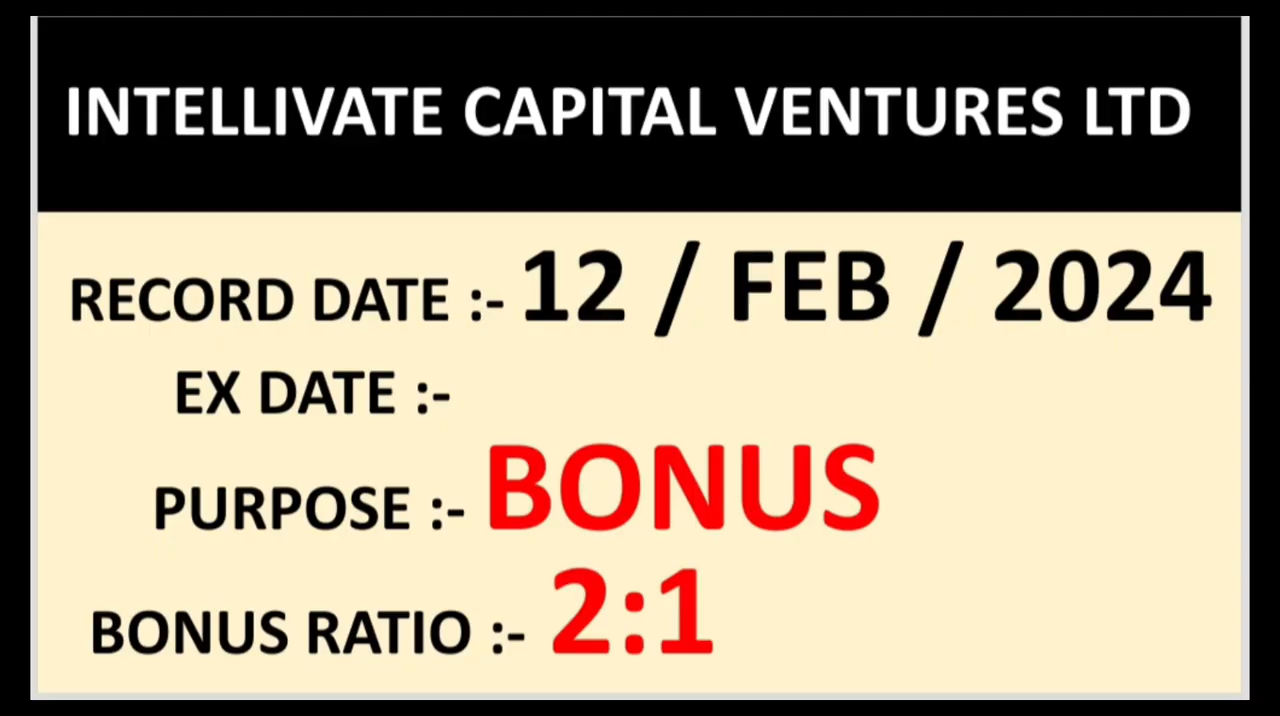 INTELLIVATE CAPITAL VENTURES LTD
RECORD DATE :- 12 / FEB / 2024
EX DATE :-
PURPOSE :- BONUS
BONUS RATIO :- 2:1